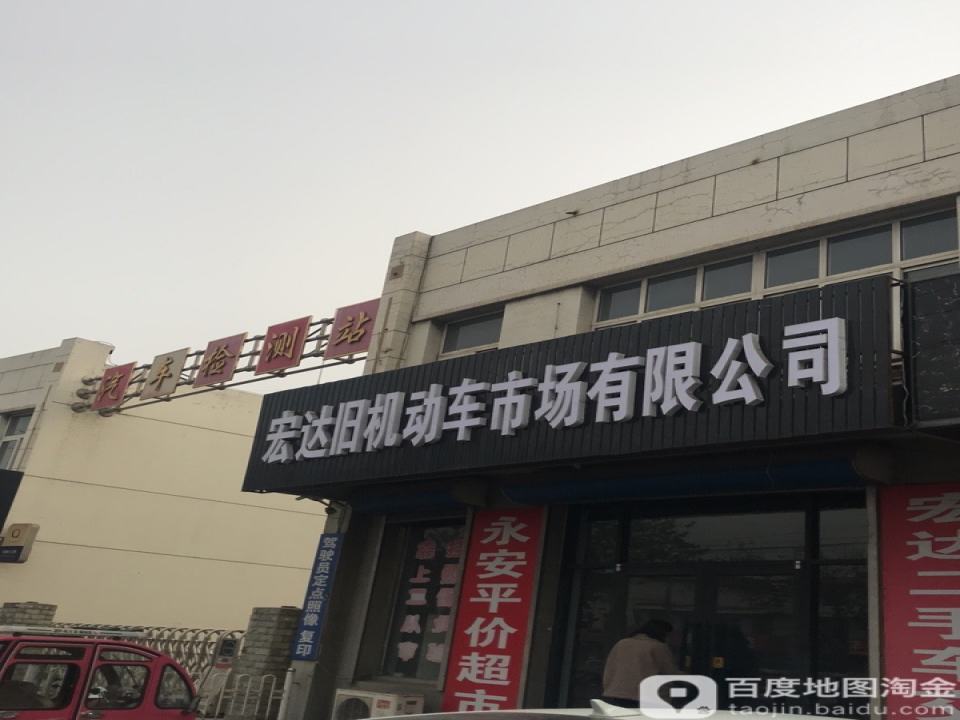 汽车检测站
宏达旧机动车市场有限公司
驾驶员定点照像复印
永安平价超市
宏达二手车
百度地图淘金
taojin.baidu.com